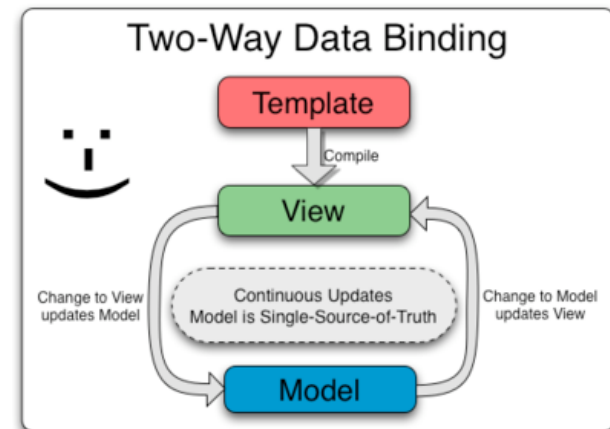 Two-Way Data Binding
Template
Compile
View
Change to View
updates Model
Continuous Updates
Model is Single-Source-of-Truth
Change to Model
updates View
Model